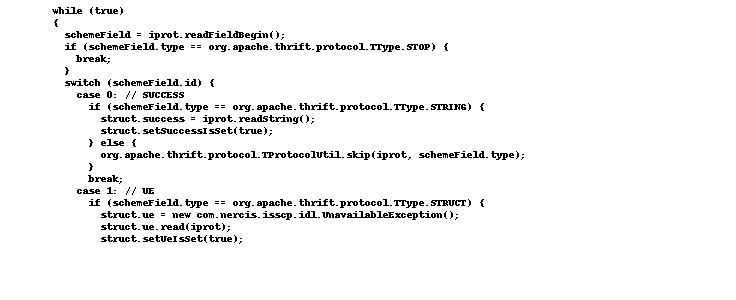 while (true)
{
schemeField = iprot.readFieldBegin();
if (schemeField.type == org.apache.thrift.protocol.TType.STOP) {
break;
}
switch (schemeField.id) {
case 0: // SUCCESS
if (schemeField.type == org.apache.thrift.protocol.TType.STRING) {
struct.success = iprot.readString();
struct.setSuccessIsSet(true);
} else {
org.apache.thrift.protocol.TProtocolUtil.skip(iprot, schemeField.type);
}
break;
case 1: // UE
if (schemeField.type == org.apache.thrift.protocol.TType.STRUCT) {
struct.ue = new com.nercis.isscp.idl.UnavailableException();
struct.ue.read(iprot);
struct.setUeIsSet(true);